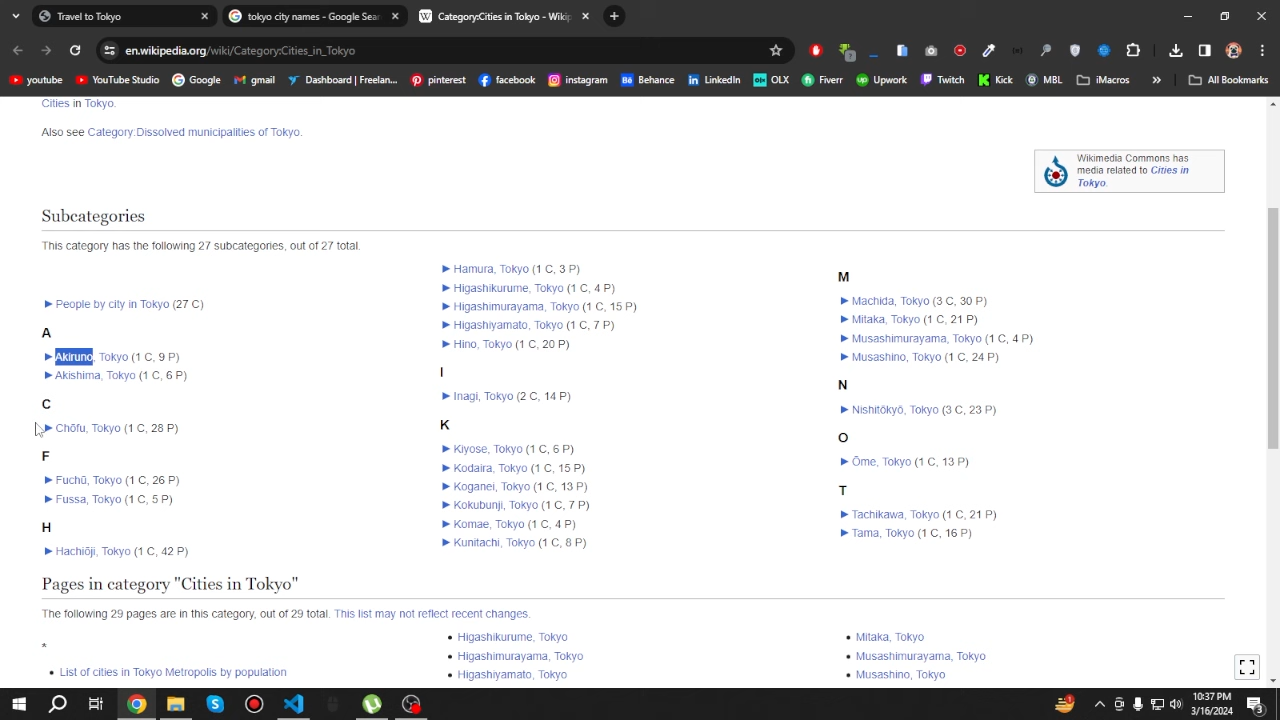 Travel to Tokyo
tokyo city names - Google Sear
Category:Cities in Tokyo - Wikip
en.wikipedia.org/wiki/Category:Cities_in_Tokyo
youtube
YouTube Studio
Google
gmail
Dashboard | Freelan...
pinterest
facebook
instagram
Behance
LinkedIn
OLX
Fiverr
Upwork
Twitch
Kick
MBL
iMacros
»
All Bookmarks
Cities in Tokyo.
Also see Category:Dissolved municipalities of Tokyo.
Wikimedia Commons has
media related to Cities in
Tokyo.
Subcategories
This category has the following 27 subcategories, out of 27 total.
People by city in Tokyo (27 C)
A
Akiruno, Tokyo (1 C, 9 P)
Akishima, Tokyo (1 C, 6 P)
C
Chōfu, Tokyo (1 C, 28 P)
F
Fuchū, Tokyo (1 C, 26 P)
Fussa, Tokyo (1 C, 5 P)
H
Hachiōji, Tokyo (1 C, 42 P)
Hamura, Tokyo (1 C, 3 P)
Higashikurume, Tokyo (1 C, 4 P)
Higashimurayama, Tokyo (1 C, 15 P)
Higashiyamato, Tokyo (1 C, 7 P)
Hino, Tokyo (1 C, 20 P)
I
Inagi, Tokyo (2 C, 14 P)
K
Kiyose, Tokyo (1 C, 6 P)
Kodaira, Tokyo (1 C, 15 P)
Koganei, Tokyo (1 C, 13 P)
Kokubunji, Tokyo (1 C, 7 P)
Komae, Tokyo (1 C, 4 P)
Kunitachi, Tokyo (1 C, 8 P)
M
Machida, Tokyo (3 C, 30 P)
Mitaka, Tokyo (1 C, 21 P)
Musashimurayama, Tokyo (1 C, 4 P)
Musashino, Tokyo (1 C, 24 P)
N
Nishitōkyō, Tokyo (3 C, 23 P)
O
Ōme, Tokyo (1 C, 13 P)
T
Tachikawa, Tokyo (1 C, 21 P)
Tama, Tokyo (1 C, 16 P)
Pages in category "Cities in Tokyo"
The following 29 pages are in this category, out of 29 total. This list may not reflect recent changes.
*
List of cities in Tokyo Metropolis by population
Higashikurume, Tokyo
Higashimurayama, Tokyo
Higashiyamato, Tokyo
Mitaka, Tokyo
Musashimurayama, Tokyo
Musashino, Tokyo
10:37 PM
3/16/2024
3